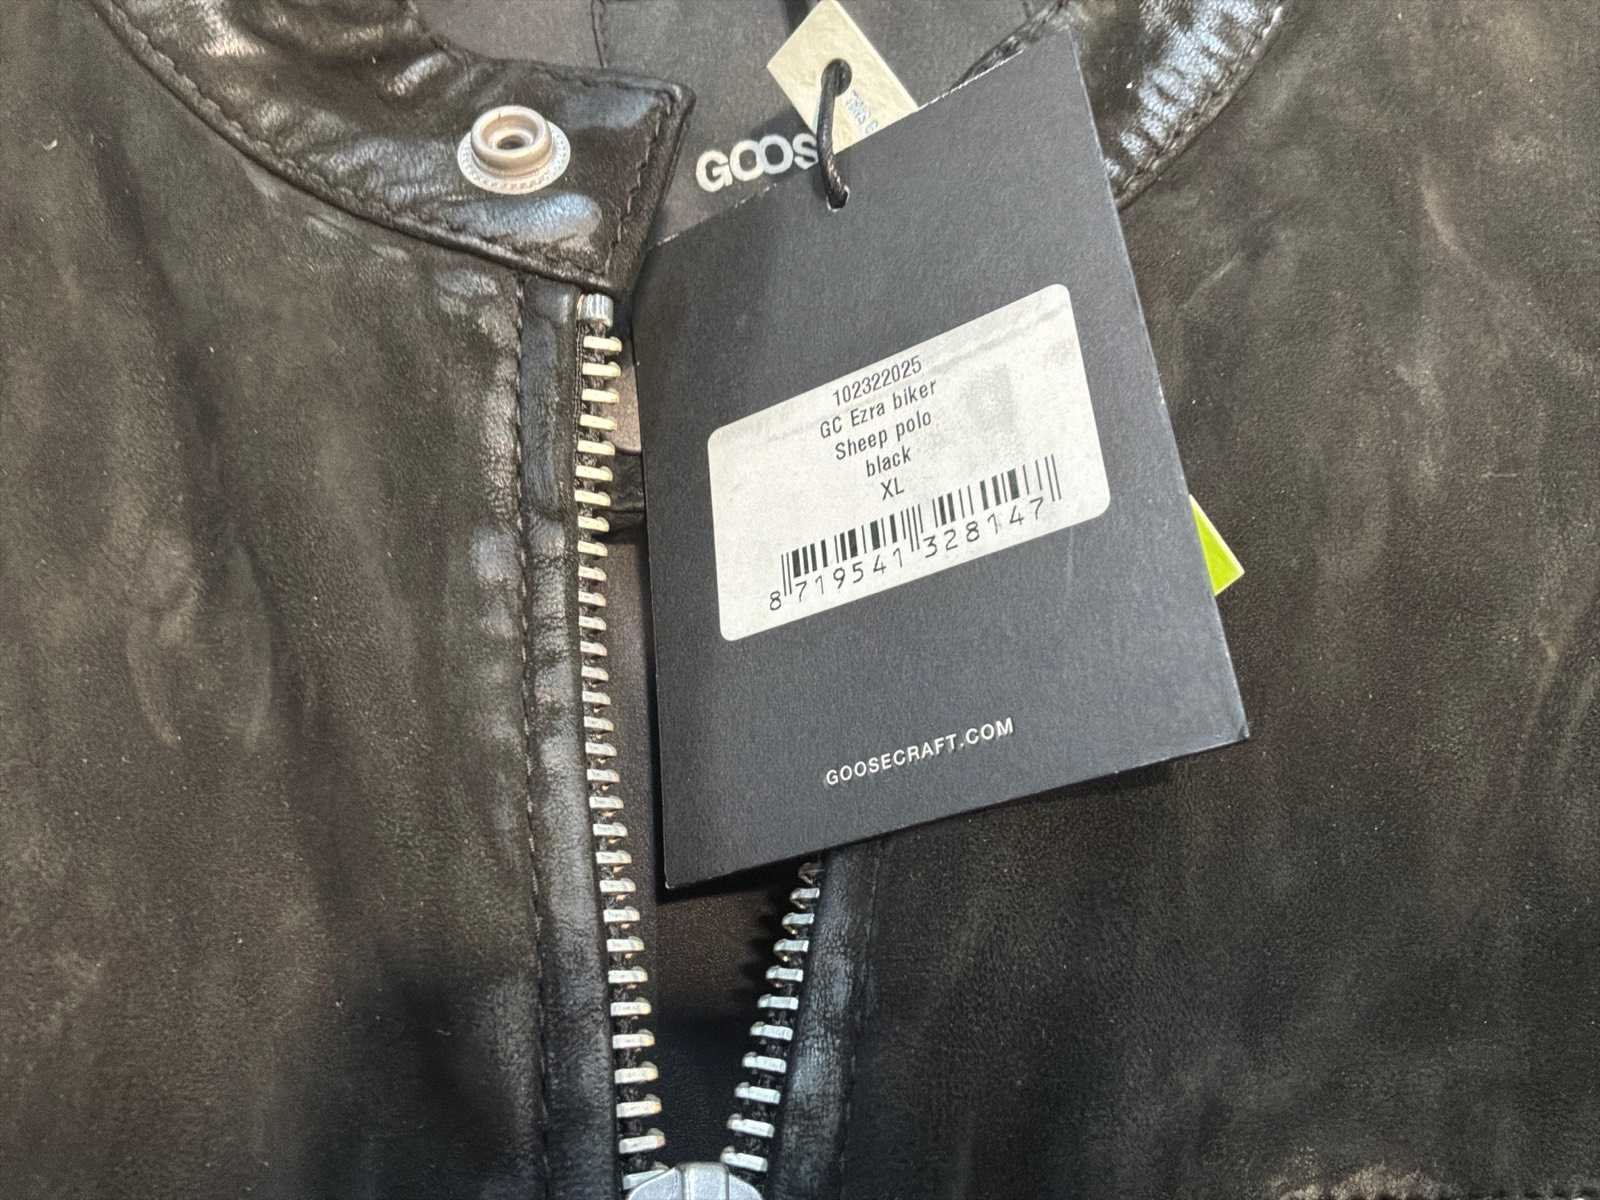 GOOS
102322025
GC Ezra biker
Sheep polo
black
XL
8 719541 328147
GOOSECRAFT.COM